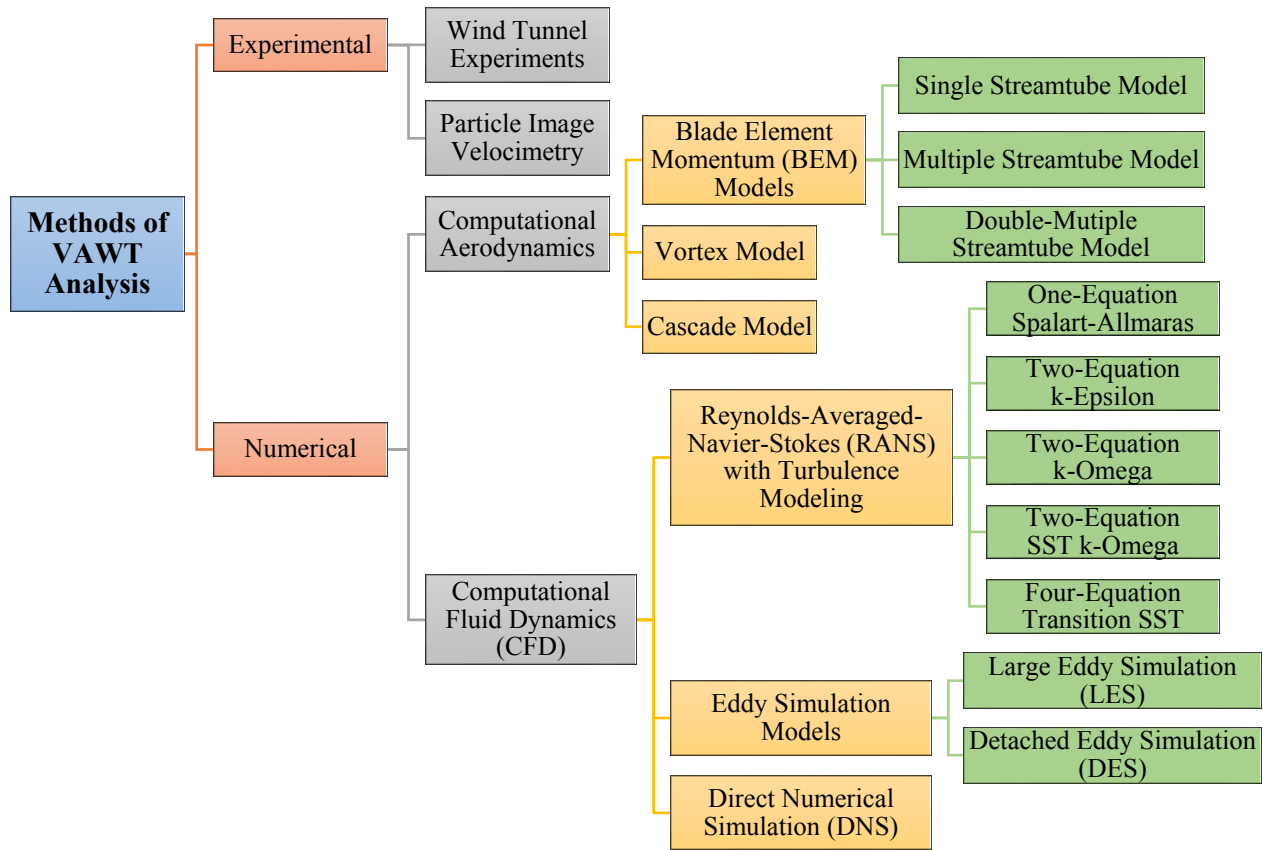 Methods of
VAWT
Analysis
Experimental
Wind Tunnel
Experiments
Particle Image
Velocimetry
Numerical
Computational
Aerodynamics
Blade Element
Momentum (BEM)
Models
Single Streamtube Model
Multiple Streamtube Model
Double-Mutiple
Streamtube Model
Vortex Model
Cascade Model
Computational
Fluid Dynamics
(CFD)
Reynolds-Averaged-
Navier-Stokes (RANS)
with Turbulence
Modeling
One-Equation
Spalart-Allmaras
Two-Equation
k-Epsilon
Two-Equation
k-Omega
Two-Equation
SST k-Omega
Four-Equation
Transition SST
Eddy Simulation
Models
Large Eddy Simulation
(LES)
Detached Eddy Simulation
(DES)
Direct Numerical
Simulation (DNS)